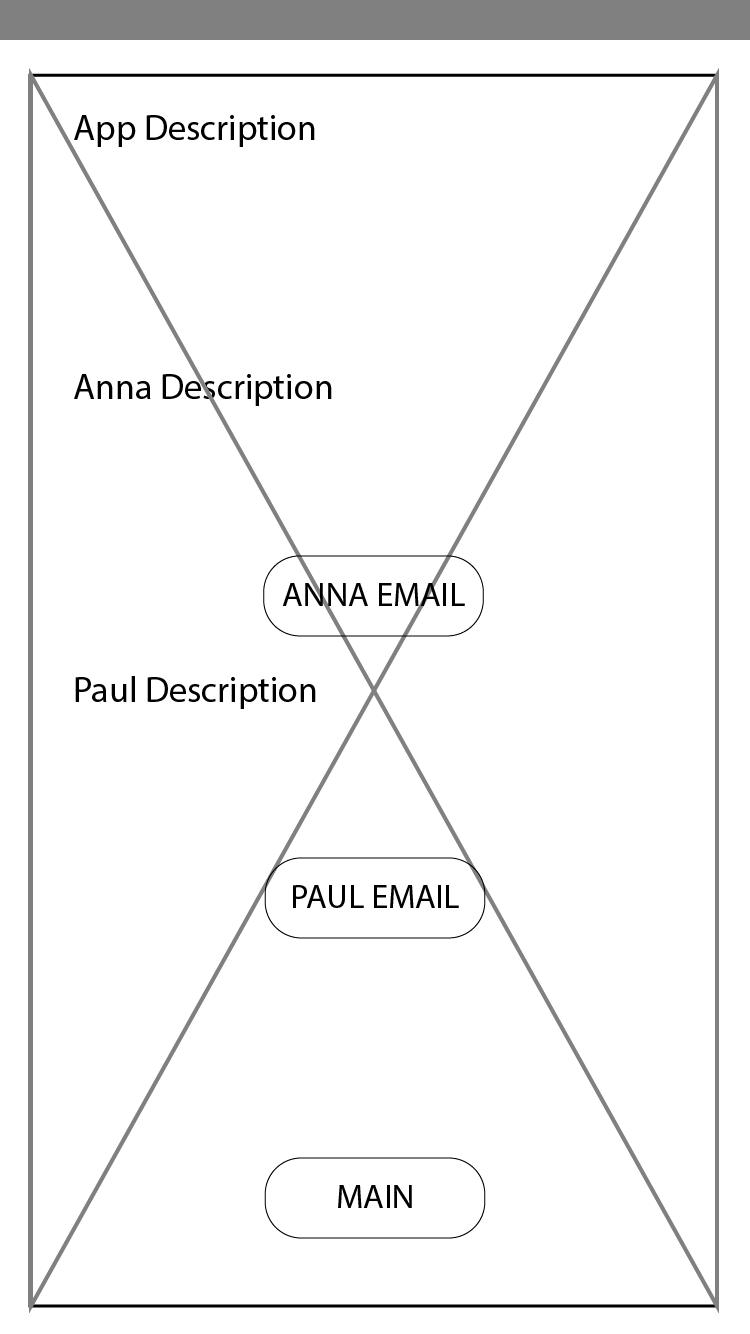 App Description
Anna Description
ANNA EMAIL
Paul Description
PAUL EMAIL
MAIN